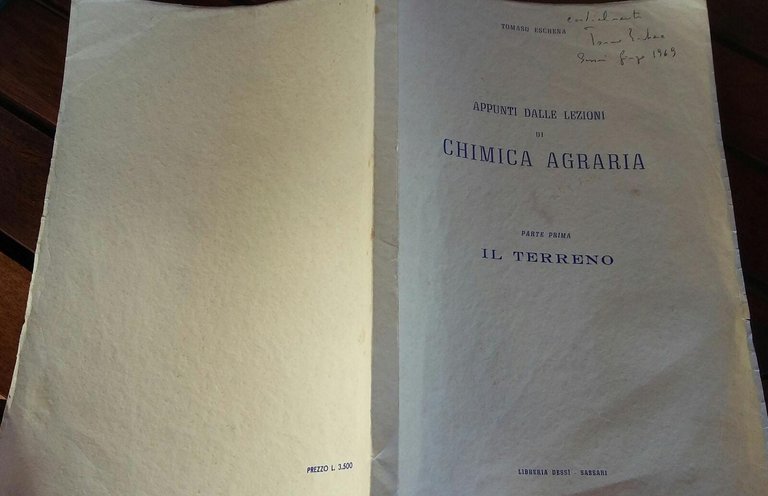 PREZZO L. 3.500
TOMASO ESCHENA
cordialmente
1969
APPUNTI DALLE LEZIONI
DI
CHIMICA AGRARIA
PARTE PRIMA
IL TERRENO
LIBRERIA DESSÌ - SASSARI